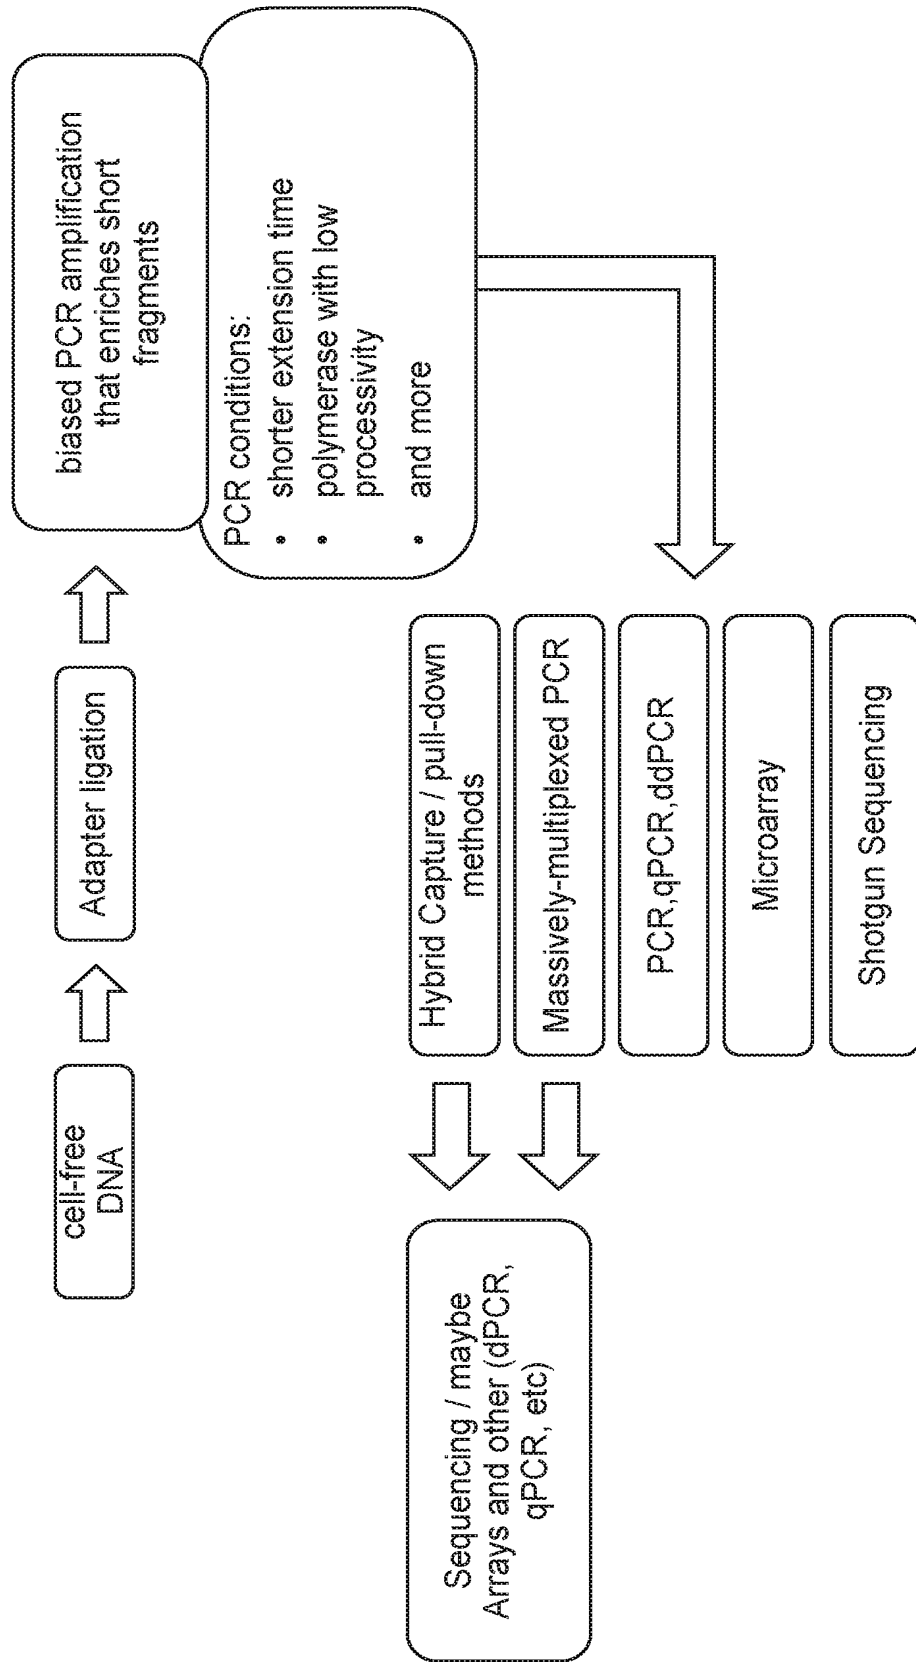 cell-free
DNA
Adapter ligation
biased PCR amplification
that enriches short
fragments
PCR conditions:
• shorter extension time
• polymerase with low
processivity
• and more
Hybrid Capture / pull-down
methods
Massively-multiplexed PCR
PCR,qPCR,ddPCR
Microarray
Shotgun Sequencing
Sequencing / maybe
Arrays and other (dPCR,
qPCR, etc)